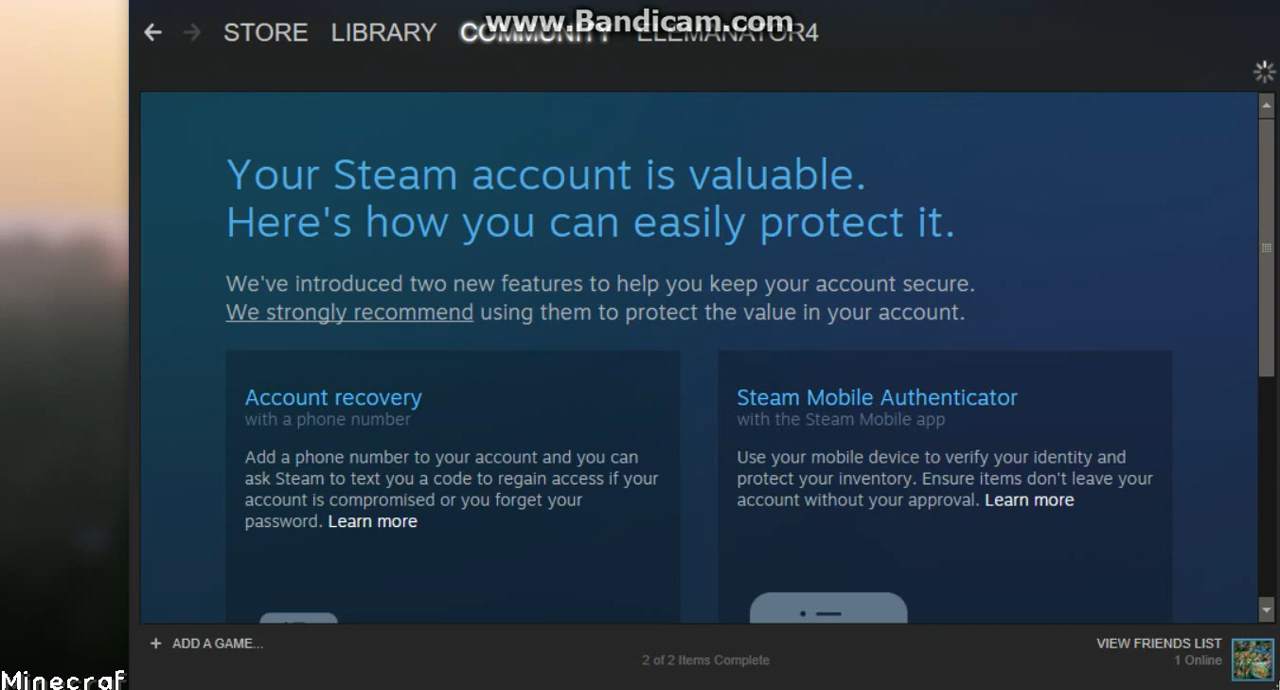 www.Bandicam.com
STORE LIBRARY COMMUNITY ELEMANATOR4
Your Steam account is valuable.
Here's how you can easily protect it.
We've introduced two new features to help you keep your account secure.
We strongly recommend using them to protect the value in your account.
Account recovery
with a phone number
Add a phone number to your account and you can
ask Steam to text you a code to regain access if your
account is compromised or you forget your
password. Learn more
Steam Mobile Authenticator
with the Steam Mobile app
Use your mobile device to verify your identity and
protect your inventory. Ensure items don't leave your
account without your approval. Learn more
+ ADD A GAME...
2 of 2 Items Complete
VIEW FRIENDS LIST
1 Online
Minecraf